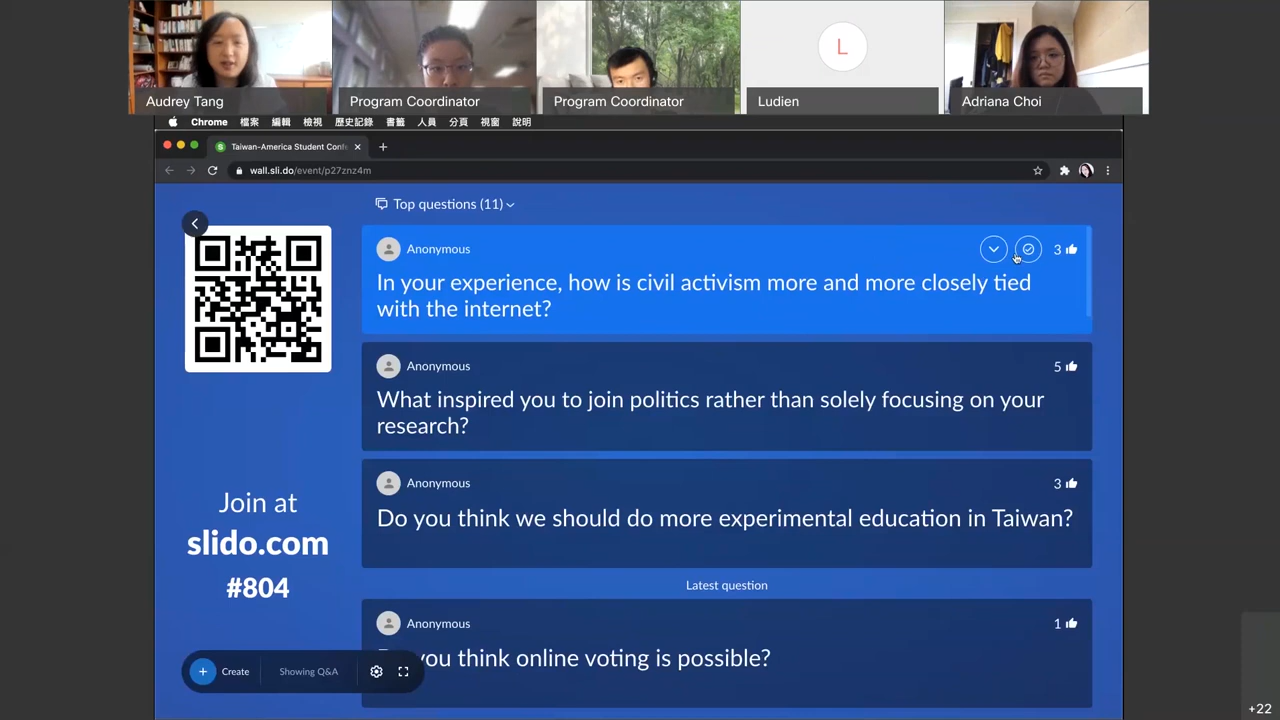 Audrey Tang
Program Coordinator
Program Coordinator
L
Ludien
Adriana Choi
Chrome 檔案 編輯 檢視 歷史記錄 書籤 人員 分頁 視窗 說明
Taiwan-America Student Conf
wall.sli.do/event/p27znz4m
Top questions (11)
Anonymous
3
In your experience, how is civil activism more and more closely tied
with the internet?
Anonymous
5
What inspired you to join politics rather than solely focusing on your
research?
Anonymous
3
Do you think we should do more experimental education in Taiwan?
Latest question
Anonymous
1
you think online voting is possible?
Join at
slido.com
#804
Create
Showing Q&A
+22